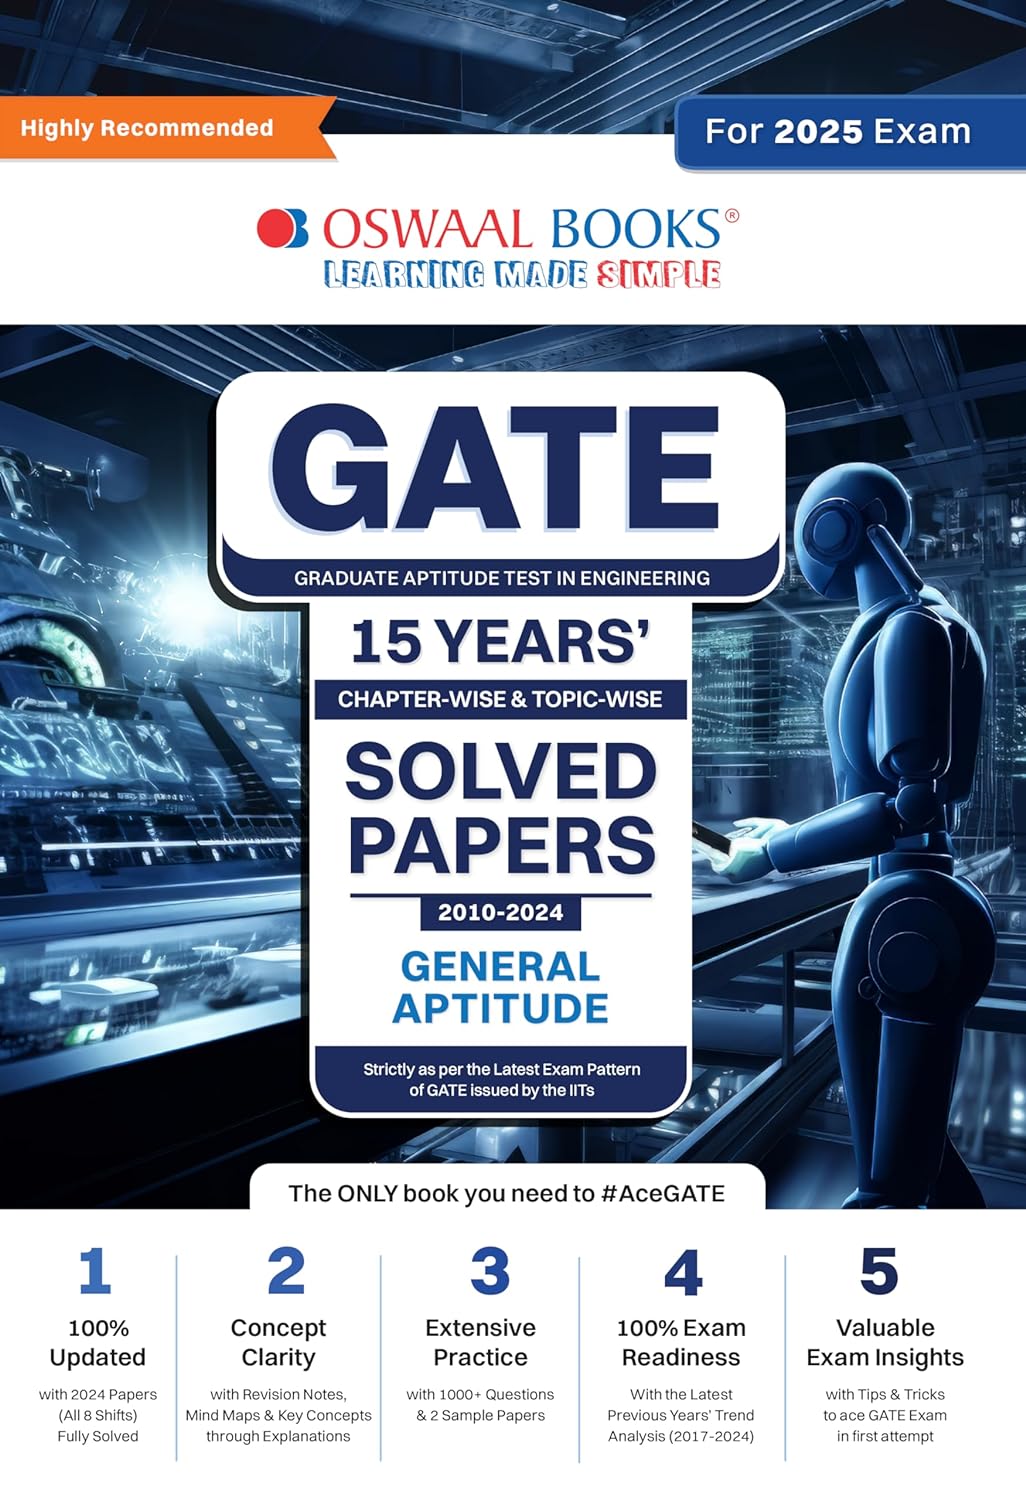 Highly Recommended
For 2025 Exam
OSWAAL BOOKS®
LEARNING MADE SIMPLE
GATE
GRADUATE APTITUDE TEST IN ENGINEERING
15 YEARS’
CHAPTER-WISE & TOPIC-WISE
SOLVED
PAPERS
2010-2024
GENERAL
APTITUDE
Strictly as per the Latest Exam Pattern
of GATE issued by the IITs
The ONLY book you need to #AceGATE
1
100%
Updated
with 2024 Papers
(All 8 Shifts)
Fully Solved
2
Concept
Clarity
with Revision Notes,
Mind Maps & Key Concepts
through Explanations
3
Extensive
Practice
with 1000+ Questions
& 2 Sample Papers
4
100% Exam
Readiness
With the Latest
Previous Years’ Trend
Analysis (2017-2024)
5
Valuable
Exam Insights
with Tips & Tricks
to ace GATE Exam
in first attempt